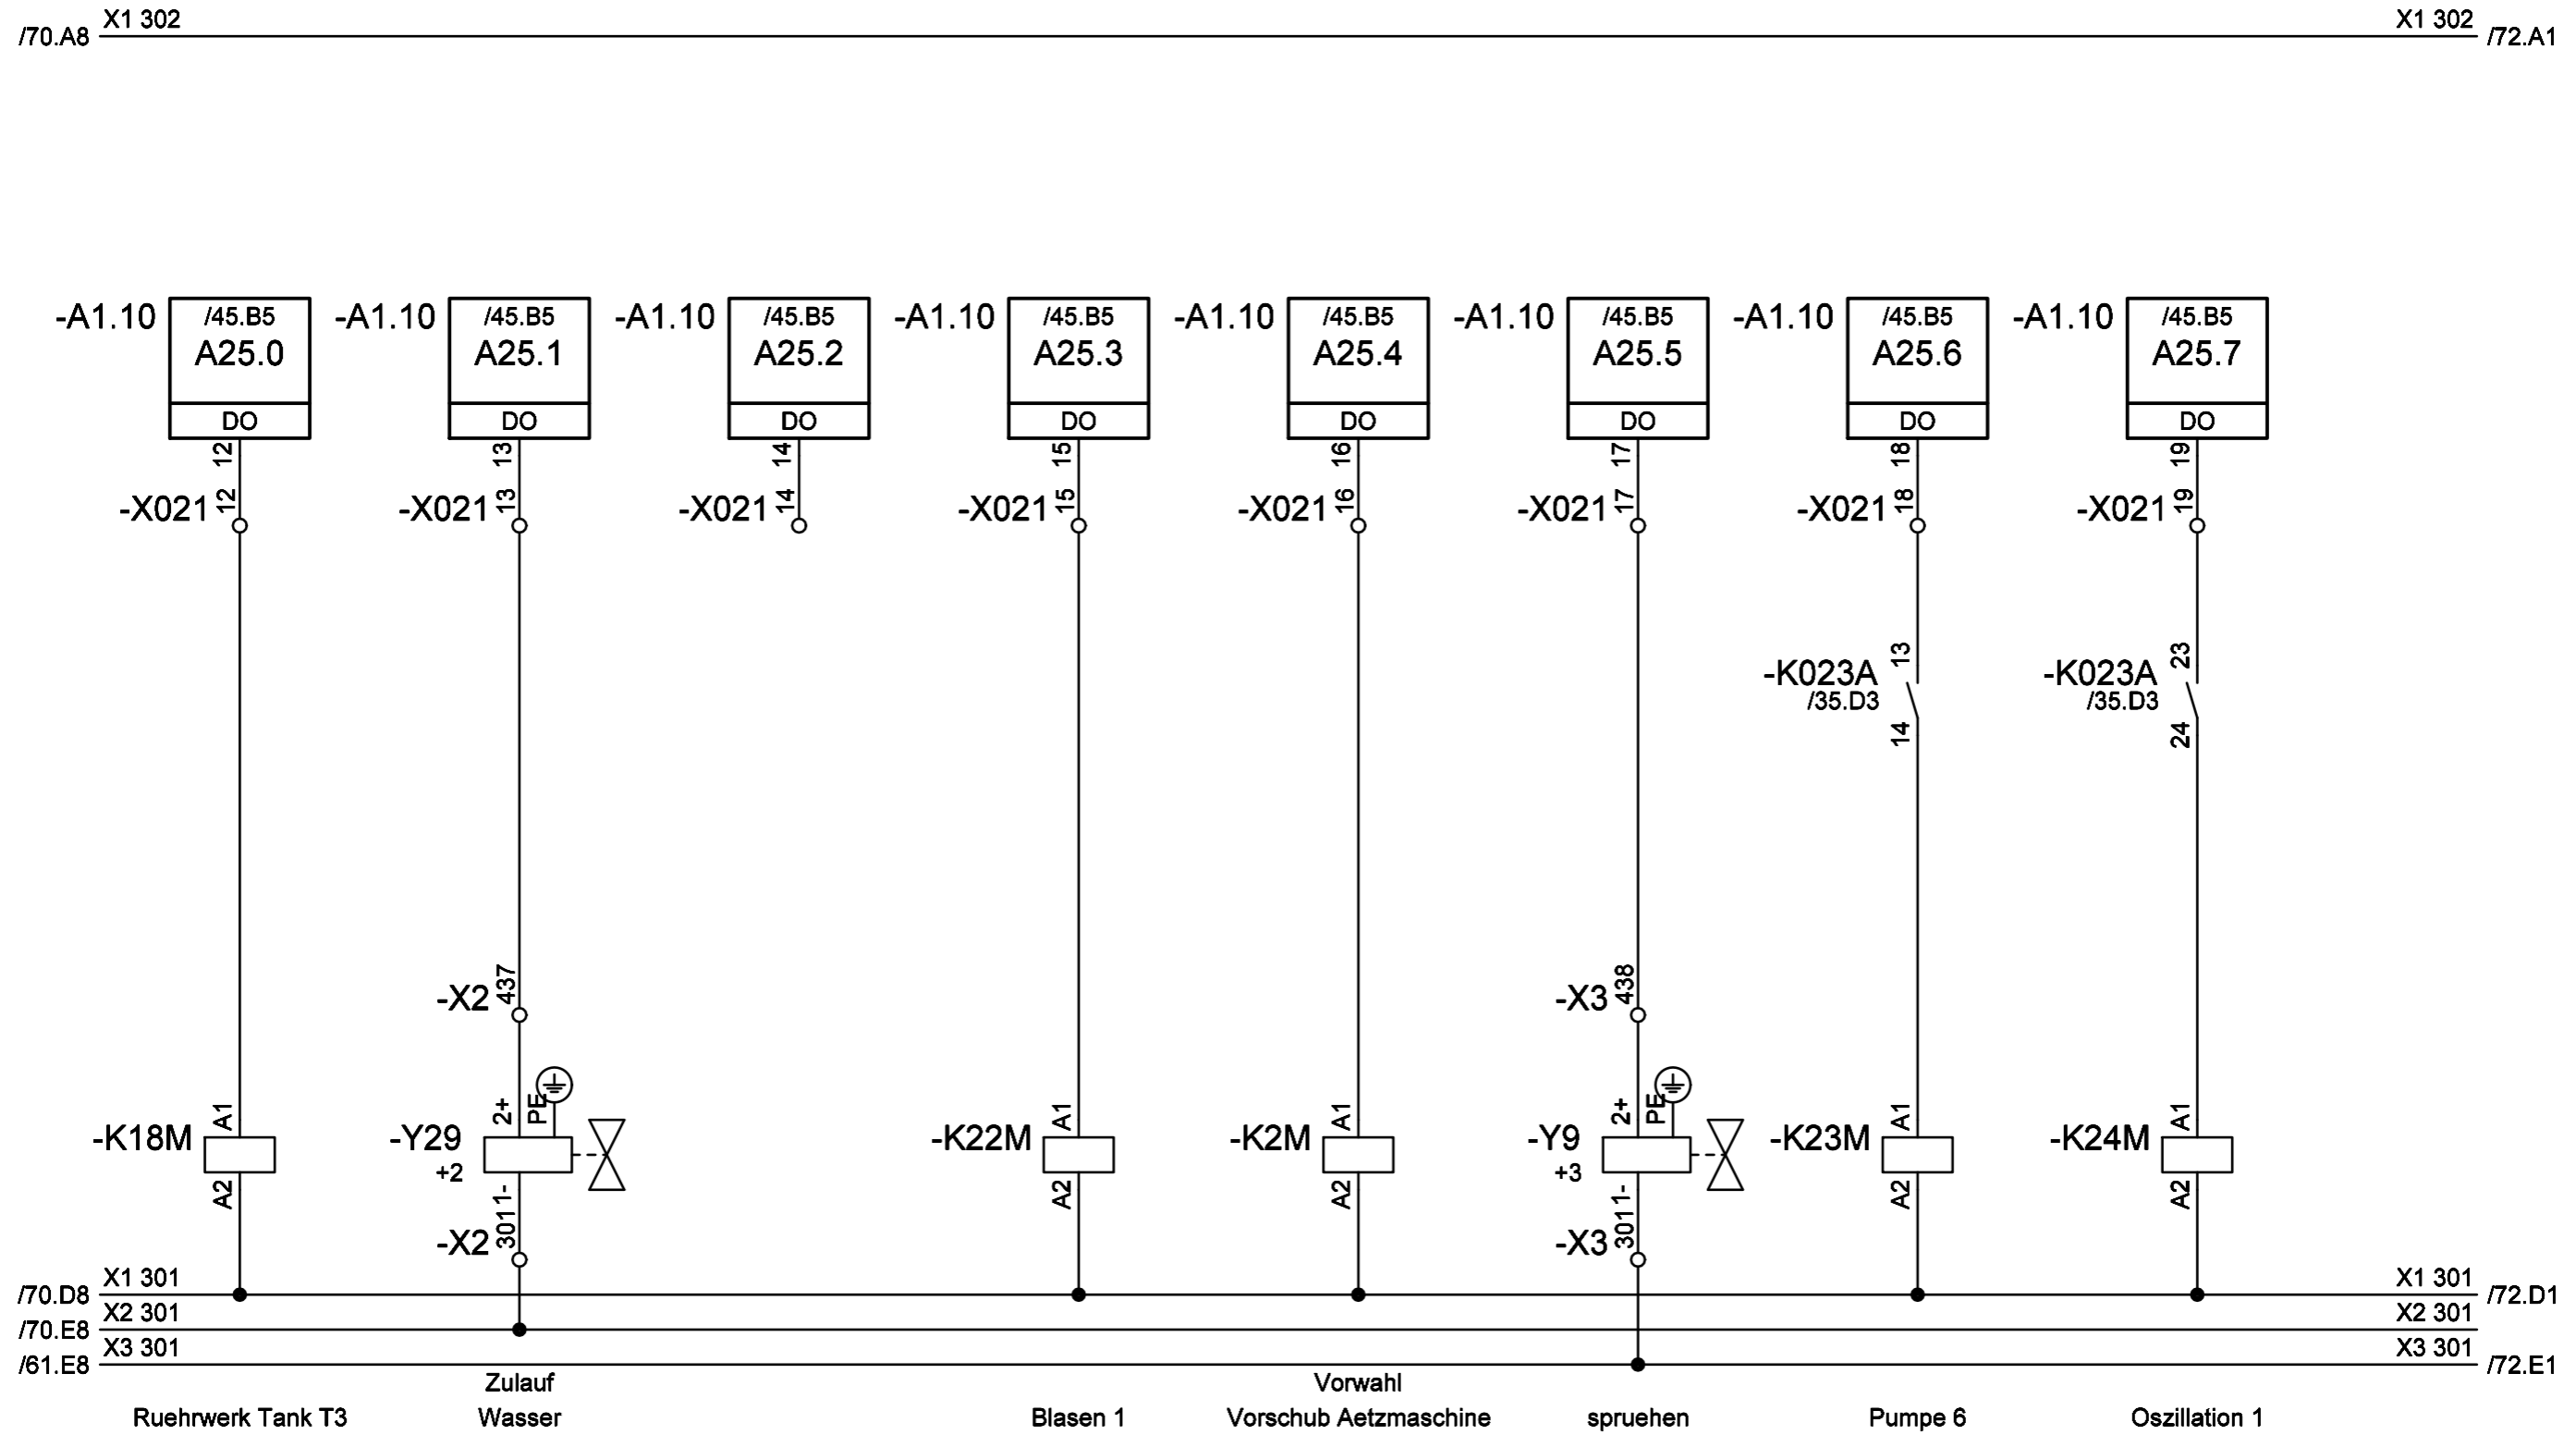 X1 302 X1 302
/70.A8 /72.A1
-A1.10 /45.B5 -A1.10 /45.B5 -A1.10 /45.B5 -A1.10 /45.B5 -A1.10 /45.B5 -A1.10 /45.B5 -A1.10 /45.B5 -A1.10 /45.B5
A25.0 A25.1 A25.2 A25.3 A25.4 A25.5 A25.6 A25.7
DO DO DO DO DO DO DO DO
12 13 14 15 16 17 18 19
-X021 12 -X021 13 -X021 14 -X021 15 -X021 16 -X021 17 -X021 18 -X021 19
13 23
-K023A -K023A
/35.D3 /35.D3
14 24
-X2 437 -X3 438
A1 2+ PE A1 A1 2+ PE A1 A1
-K18M -Y29 -K22M -K2M -Y9 -K23M -K24M
+2 +3
A2 1- A2 A2 1- A2 A2
-X2 301 -X3 301
X1 301 X1 301
/70.D8 /72.D1
X2 301 X2 301
/70.E8
X3 301 X3 301
/61.E8 /72.E1
Zulauf Vorwahl
Ruehrwerk Tank T3 Wasser Blasen 1 Vorschub Aetzmaschine spruehen Pumpe 6 Oszillation 1